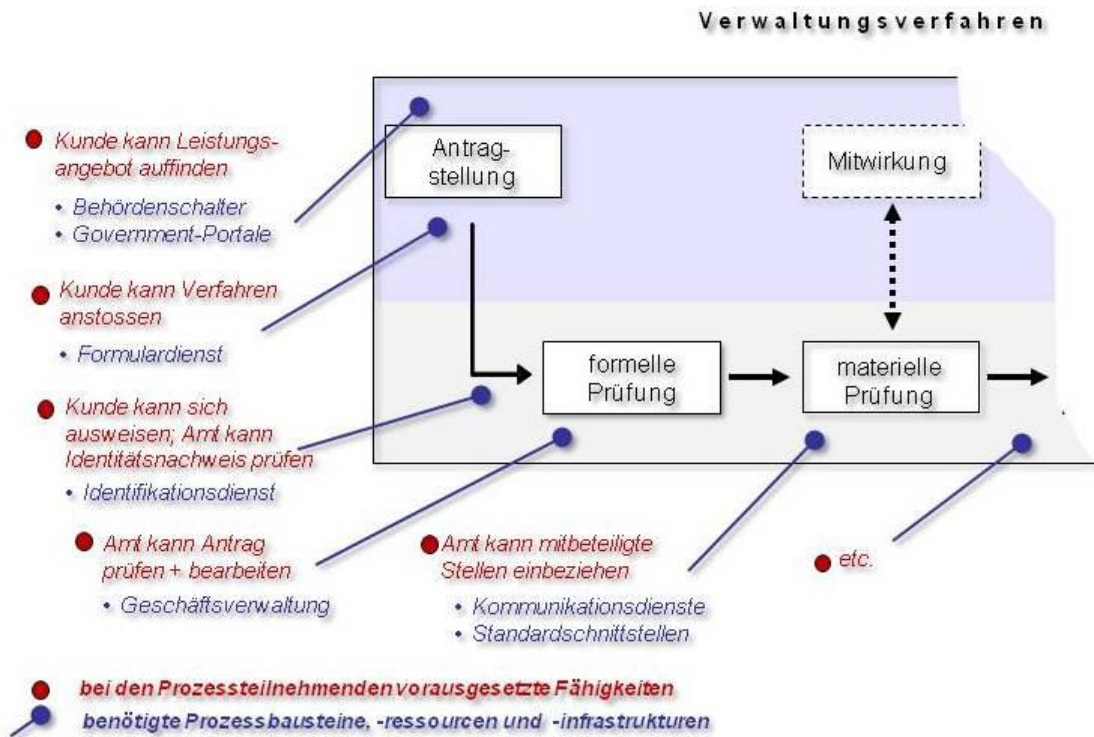 Verwaltungsverfahren
Kunde kann Leistungs-
angebot auffinden
• Behördenschalter
• Government-Portale
Antrag-
stellung
Mitwirkung
Kunde kann Verfahren
anstossen
• Formulardienst
formelle
Prüfung
materielle
Prüfung
Kunde kann sich
ausweisen; Amt kann
Identitätsnachweis prüfen
• Identifikationsdienst
Amt kann Antrag
prüfen + bearbeiten
• Geschäftsverwaltung
Amt kann mitbeteiligte
Stellen einbeziehen
• Kommunikationsdienste
• Standardschnittstellen
etc.
bei den Prozessteilnehmenden vorausgesetzte Fähigkeiten
benötigte Prozessbausteine, -ressourcen und -infrastrukturen